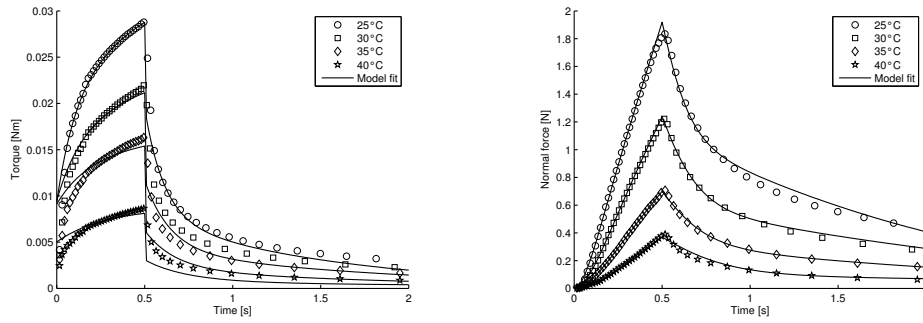 0.03
0.025
0.02
0.015
0.01
0.005
0
0 0.5 1 1.5 2
Torque [Nm]
Time [s]
25°C
30°C
35°C
40°C
Model fit
2
1.8
1.6
1.4
1.2
1
0.8
0.6
0.4
0.2
0
0 0.5 1 1.5
Normal force [N]
Time [s]
25°C
30°C
35°C
40°C
Model fit